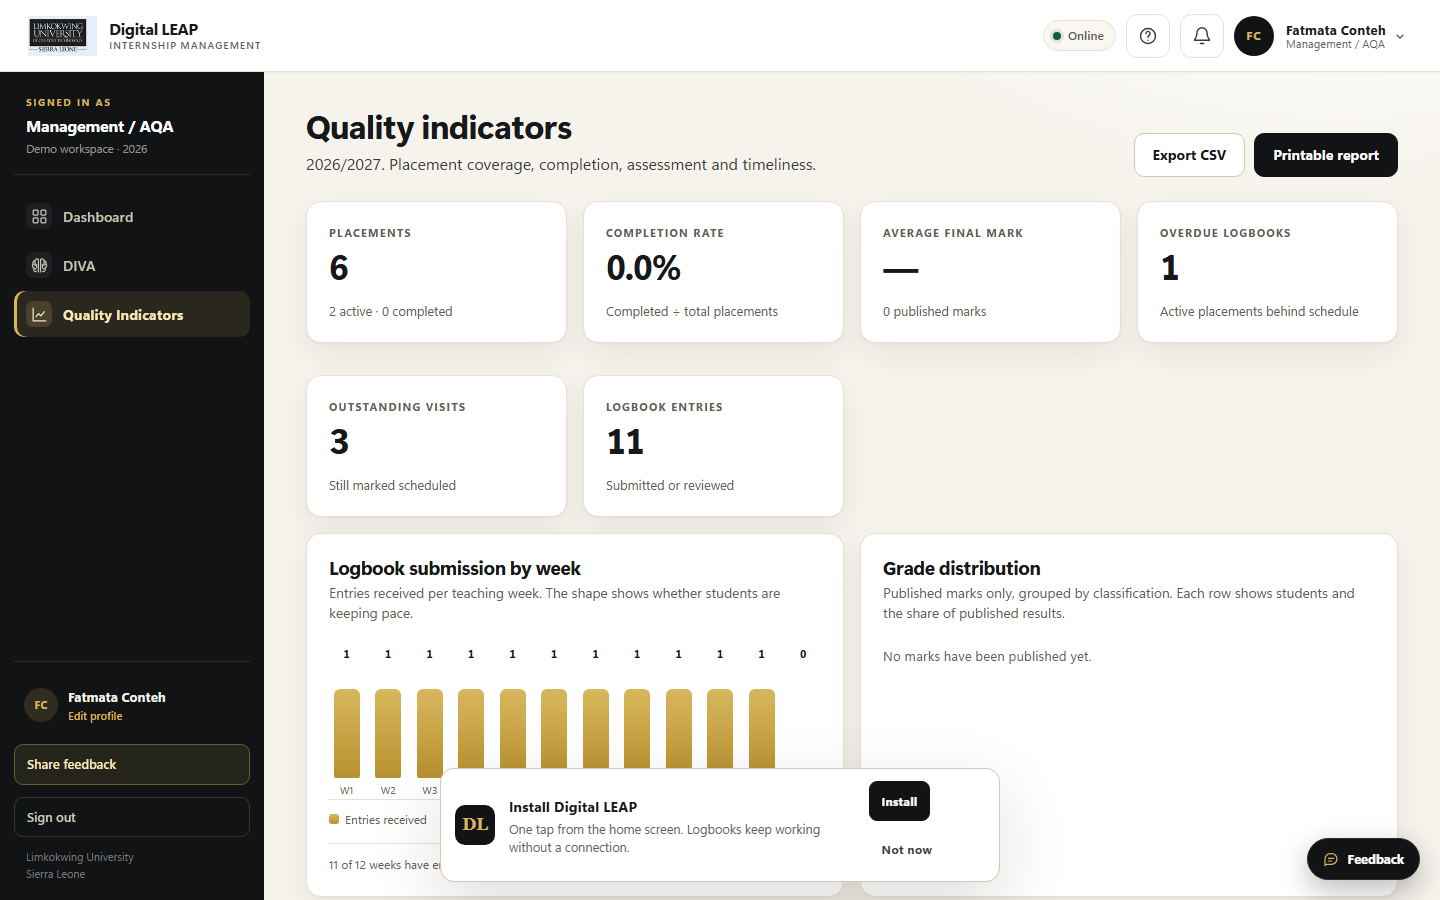 LIMKOKWING
UNIVERSITY
OF CREATIVE TECHNOLOGY
SIERRA LEONE
Digital LEAP
INTERNSHIP MANAGEMENT
Online
FC
Fatmata Conteh
Management / AQA
SIGNED IN AS
Management / AQA
Demo workspace · 2026
Dashboard
DIVA
Quality Indicators
FC
Fatmata Conteh
Edit profile
Share feedback
Sign out
Limkokwing University
Sierra Leone
Quality indicators
2026/2027. Placement coverage, completion, assessment and timeliness.
Export CSV
Printable report
PLACEMENTS
6
2 active · 0 completed
COMPLETION RATE
0.0%
Completed ÷ total placements
AVERAGE FINAL MARK
—
0 published marks
OVERDUE LOGBOOKS
1
Active placements behind schedule
OUTSTANDING VISITS
3
Still marked scheduled
LOGBOOK ENTRIES
11
Submitted or reviewed
Logbook submission by week
Entries received per teaching week. The shape shows whether students are
keeping pace.
1 1 1 1 1 1 1 1 1 1 1 0
W1 W2 W3
Entries received
11 of 12 weeks have
Grade distribution
Published marks only, grouped by classification. Each row shows students and
the share of published results.
No marks have been published yet.
DL
Install Digital LEAP
One tap from the home screen. Logbooks keep working
without a connection.
Install
Not now
Feedback